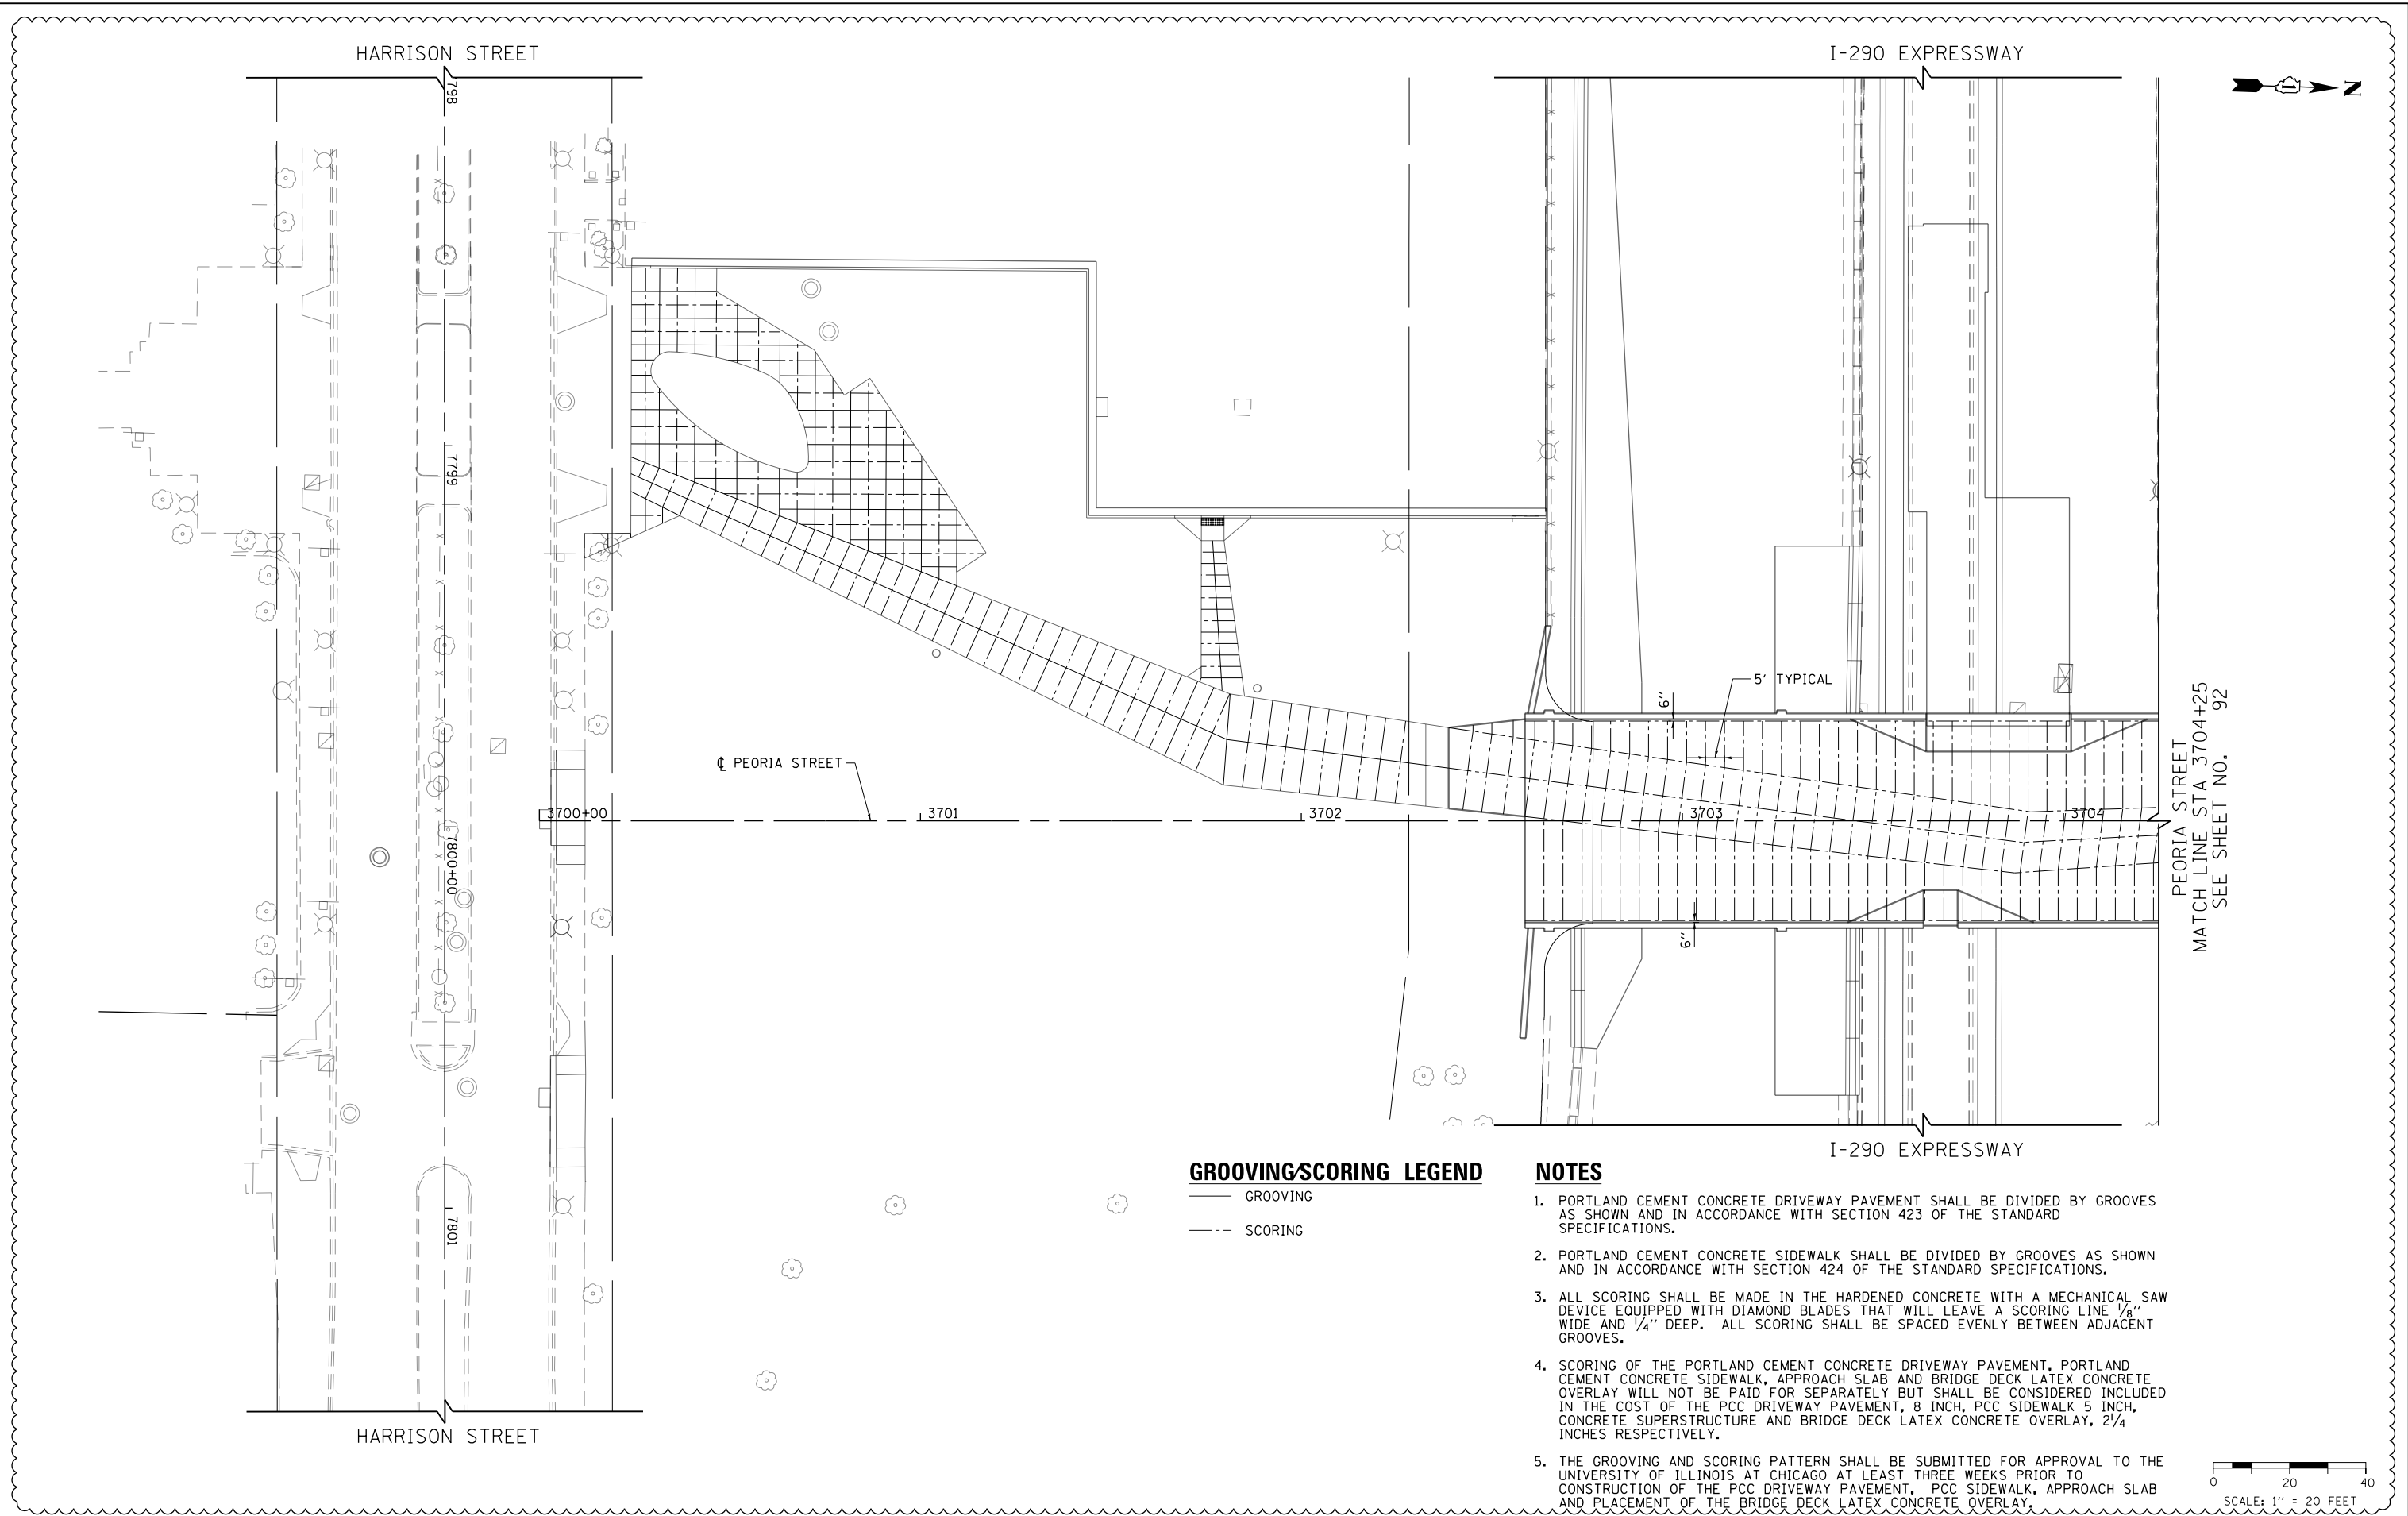 HARRISON STREET
I-290 EXPRESSWAY
N
798
7799
5' TYPICAL
6"
℄ PEORIA STREET
3700+00
3701
3702
3703
3704
7800+00
6"
PEORIA STREET
MATCH LINE STA 3704+25
SEE SHEET NO. 92
7801
I-290 EXPRESSWAY
HARRISON STREET
GROOVING/SCORING LEGEND
GROOVING
SCORING
NOTES
1. PORTLAND CEMENT CONCRETE DRIVEWAY PAVEMENT SHALL BE DIVIDED BY GROOVES
AS SHOWN AND IN ACCORDANCE WITH SECTION 423 OF THE STANDARD
SPECIFICATIONS.
2. PORTLAND CEMENT CONCRETE SIDEWALK SHALL BE DIVIDED BY GROOVES AS SHOWN
AND IN ACCORDANCE WITH SECTION 424 OF THE STANDARD SPECIFICATIONS.
3. ALL SCORING SHALL BE MADE IN THE HARDENED CONCRETE WITH A MECHANICAL SAW
DEVICE EQUIPPED WITH DIAMOND BLADES THAT WILL LEAVE A SCORING LINE 1/8"
WIDE AND 1/4" DEEP. ALL SCORING SHALL BE SPACED EVENLY BETWEEN ADJACENT
GROOVES.
4. SCORING OF THE PORTLAND CEMENT CONCRETE DRIVEWAY PAVEMENT, PORTLAND
CEMENT CONCRETE SIDEWALK, APPROACH SLAB AND BRIDGE DECK LATEX CONCRETE
OVERLAY WILL NOT BE PAID FOR SEPARATELY BUT SHALL BE CONSIDERED INCLUDED
IN THE COST OF THE PCC DRIVEWAY PAVEMENT, 8 INCH, PCC SIDEWALK 5 INCH,
CONCRETE SUPERSTRUCTURE AND BRIDGE DECK LATEX CONCRETE OVERLAY, 2 1/4
INCHES RESPECTIVELY.
5. THE GROOVING AND SCORING PATTERN SHALL BE SUBMITTED FOR APPROVAL TO THE
UNIVERSITY OF ILLINOIS AT CHICAGO AT LEAST THREE WEEKS PRIOR TO
CONSTRUCTION OF THE PCC DRIVEWAY PAVEMENT, PCC SIDEWALK, APPROACH SLAB
AND PLACEMENT OF THE BRIDGE DECK LATEX CONCRETE OVERLAY.
0 20 40
SCALE: 1" = 20 FEET